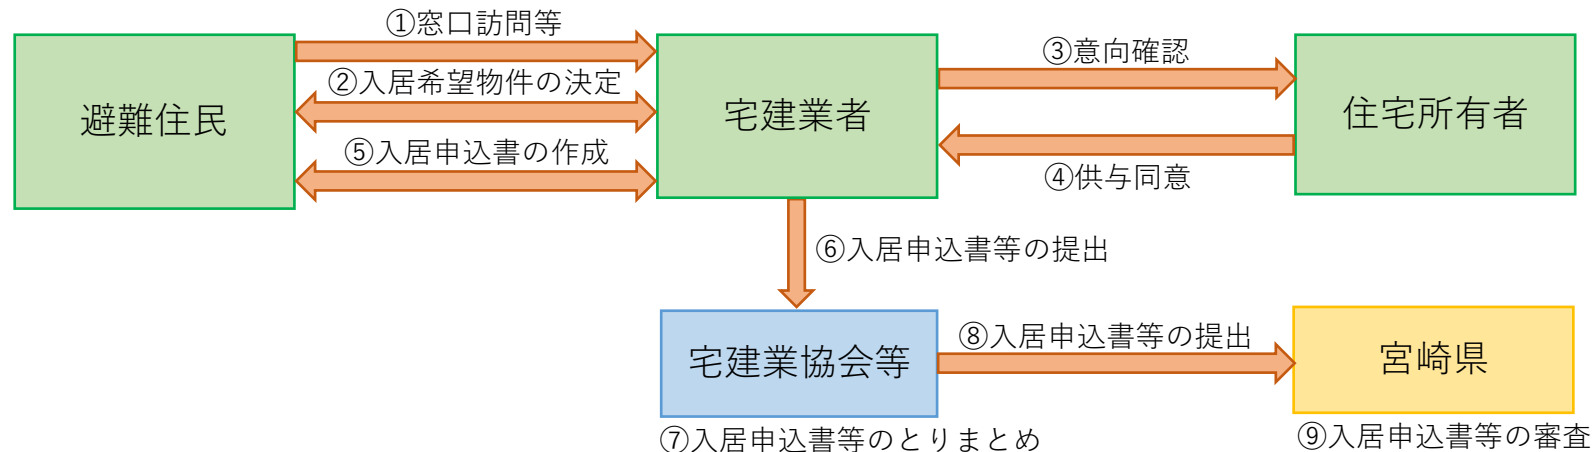 ①窓口訪問等
②入居希望物件の決定
⑤入居申込書の作成
避難住民
宅建業者
③意向確認
④供与同意
住宅所有者
⑥入居申込書等の提出
宅建業協会等
⑦入居申込書等のとりまとめ
⑧入居申込書等の提出
宮崎県
⑨入居申込書等の審査